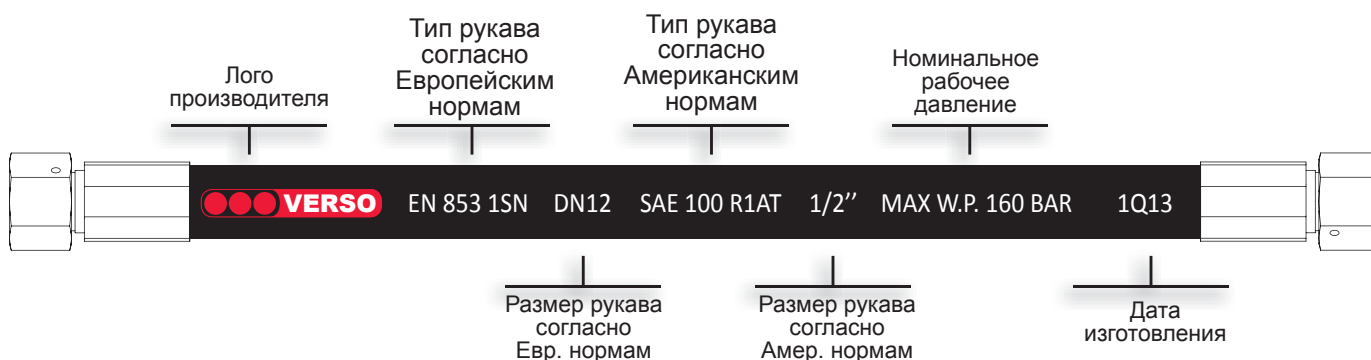 Лого
производителя
Тип рукава
согласно
Европейским
нормам
Тип рукава
согласно
Американским
нормам
Номинальное
рабочее
давление
VERSO EN 853 1SN DN12 SAE 100 R1AT 1/2’’ MAX W.P. 160 BAR 1Q13
Размер рукава
согласно
Евр. нормам
Размер рукава
согласно
Амер. нормам
Дата
изготовления